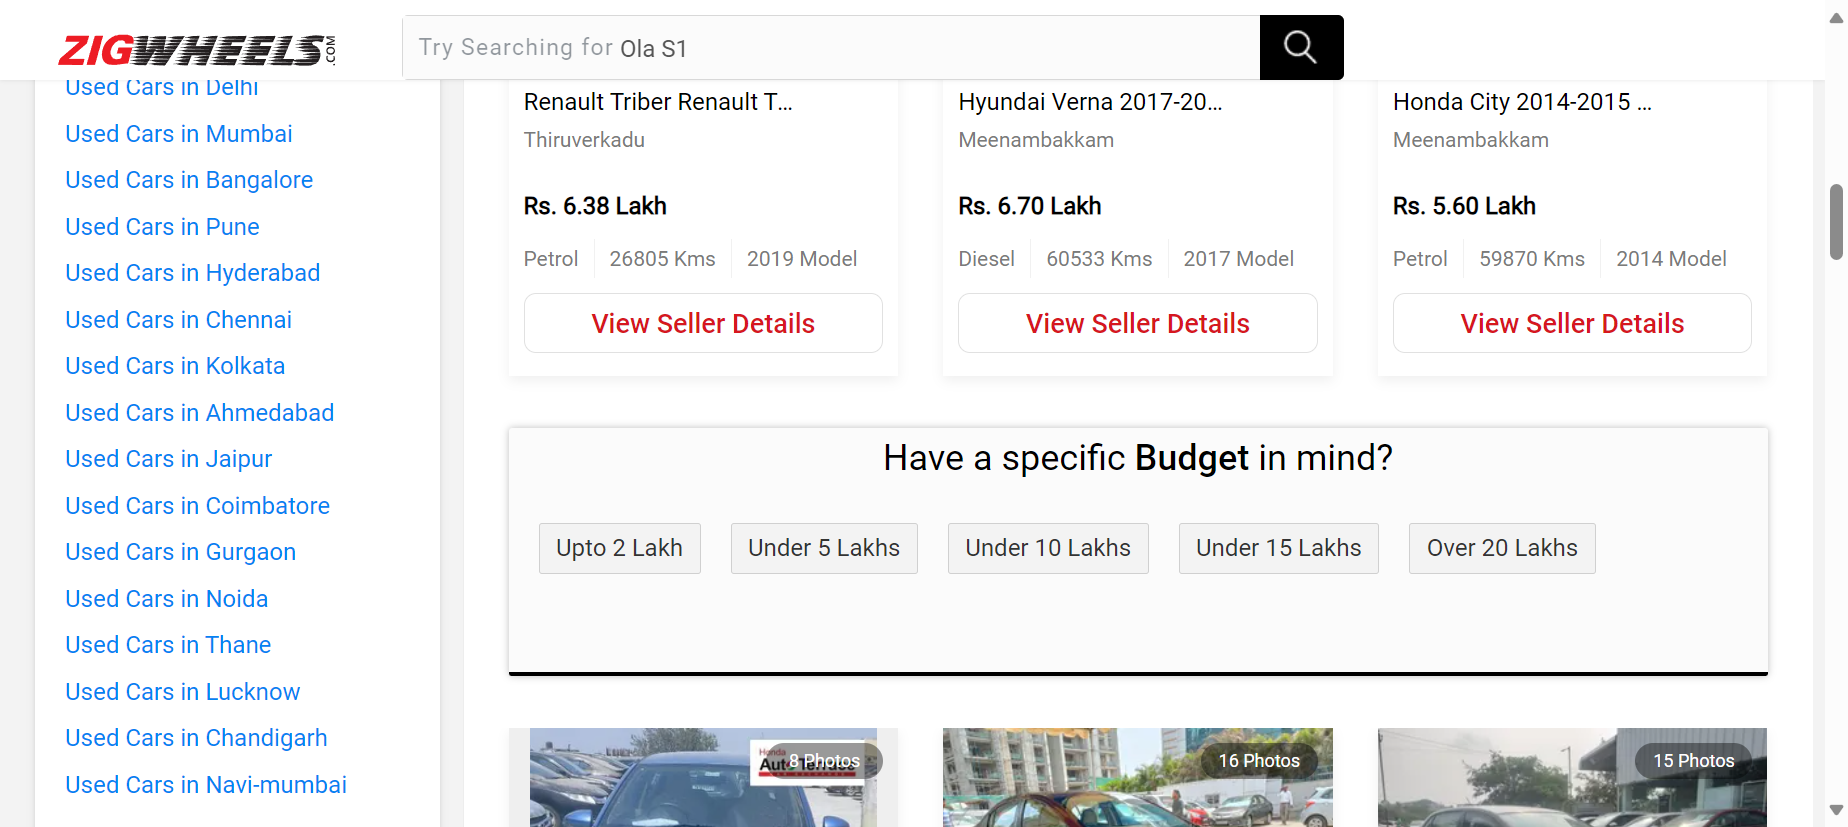 ZIGWHEELS.COM
Try Searching for Ola S1
Used Cars in Delhi
Used Cars in Mumbai
Used Cars in Bangalore
Used Cars in Pune
Used Cars in Hyderabad
Used Cars in Chennai
Used Cars in Kolkata
Used Cars in Ahmedabad
Used Cars in Jaipur
Used Cars in Coimbatore
Used Cars in Gurgaon
Used Cars in Noida
Used Cars in Thane
Used Cars in Lucknow
Used Cars in Chandigarh
Used Cars in Navi-mumbai
Renault Triber Renault T...
Thiruverkadu
Rs. 6.38 Lakh
Petrol 26805 Kms 2019 Model
View Seller Details
Hyundai Verna 2017-20...
Meenambakkam
Rs. 6.70 Lakh
Diesel 60533 Kms 2017 Model
View Seller Details
Honda City 2014-2015 ...
Meenambakkam
Rs. 5.60 Lakh
Petrol 59870 Kms 2014 Model
View Seller Details
Have a specific Budget in mind?
Upto 2 Lakh
Under 5 Lakhs
Under 10 Lakhs
Under 15 Lakhs
Over 20 Lakhs
Honda
Auto Terrace
8 Photos
16 Photos
15 Photos